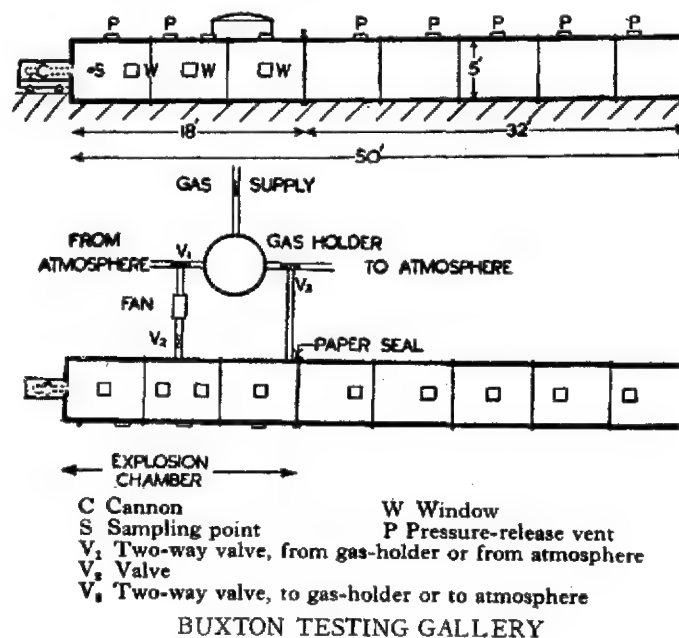 P P P P P P P P
C S W W W 5'
18' 32'
50'
GAS SUPPLY
FROM ATMOSPHERE V₁ GAS HOLDER TO ATMOSPHERE
V₃
FAN
V₂
PAPER SEAL
EXPLOSION CHAMBER
C Cannon W Window
S Sampling point P Pressure-release vent
V₁ Two-way valve, from gas-holder or from atmosphere
V₂ Valve
V₃ Two-way valve, to gas-holder or to atmosphere
BUXTON TESTING GALLERY